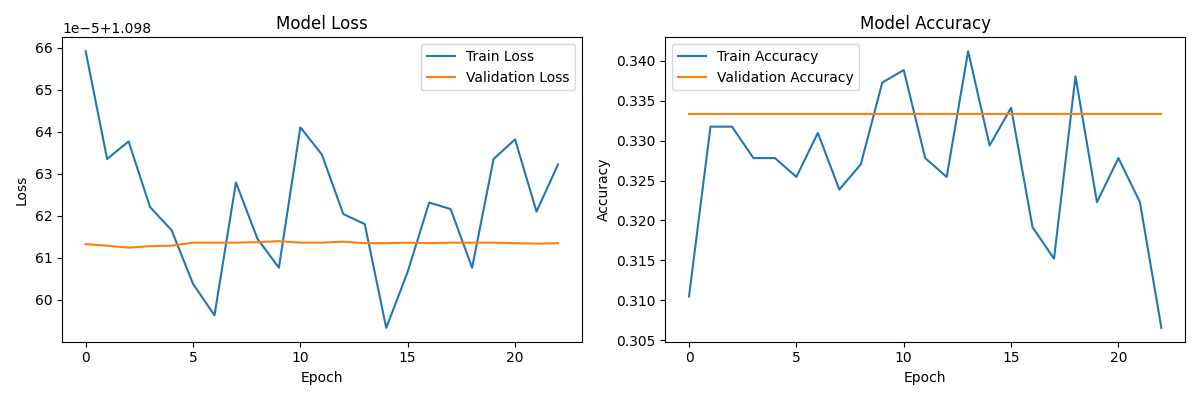 Model Loss
1e−5+1.098
66
65
64
63
62
61
60
Loss
0 5 10 15 20
Epoch
Train Loss
Validation Loss
Model Accuracy
0.340
0.335
0.330
0.325
0.320
0.315
0.310
0.305
Accuracy
0 5 10 15 20
Epoch
Train Accuracy
Validation Accuracy